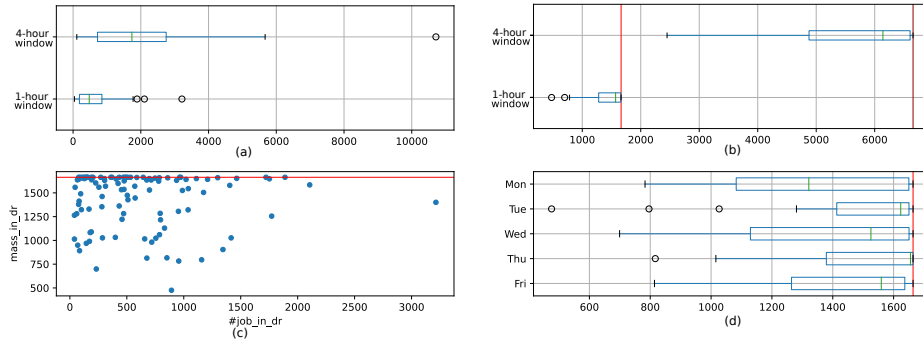 4-hour
window
1-hour
window
0 2000 4000 6000 8000 10000
(a)
4-hour
window
1-hour
window
1000 2000 3000 4000 5000 6000
(b)
mass_in_dr
1500
1250
1000
750
500
0 500 1000 1500 2000 2500 3000
#job_in_dr
(c)
Mon
Tue
Wed
Thu
Fri
600 800 1000 1200 1400 1600
(d)